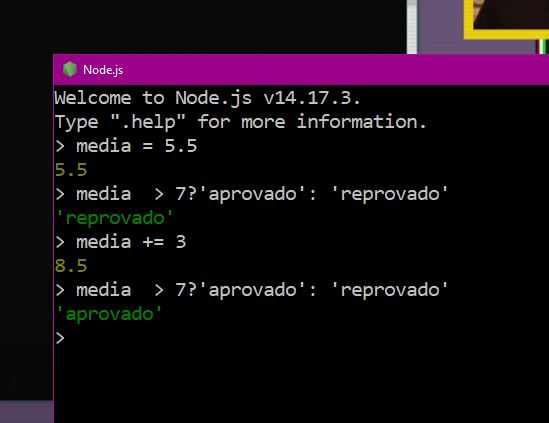 Node.js
Welcome to Node.js v14.17.3.
Type ".help" for more information.
> media = 5.5
5.5
> media  > 7?'aprovado': 'reprovado'
'reprovado'
> media += 3
8.5
> media  > 7?'aprovado': 'reprovado'
'aprovado'
>